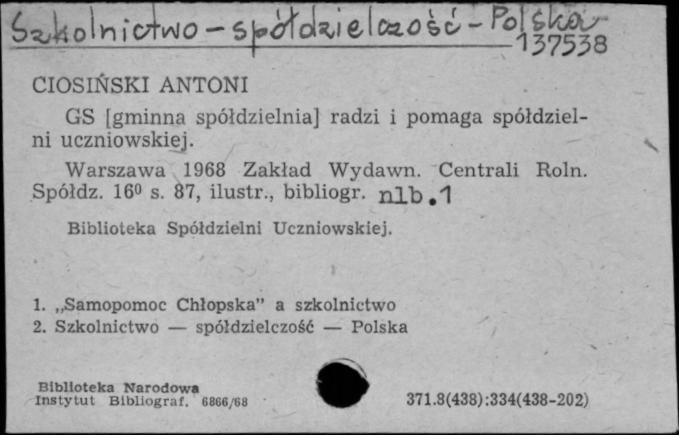 Szkolnictwo - spółdzielczość - Polska
137538
CIOSIŃSKI ANTONI
GS [gminna spółdzielnia] radzi i pomaga spółdziel-
ni uczniowskiej.
Warszawa 1968 Zakład Wydawn. Centrali Roln.
Spółdz. 16⁰ s. 87, ilustr., bibliogr. nlb.1
Biblioteka Spółdzielni Uczniowskiej.
1. „Samopomoc Chłopska” a szkolnictwo
2. Szkolnictwo — spółdzielczość — Polska
Biblioteka Narodowa
Instytut Bibliograf. 6866/68
371.8(438):334(438-202)